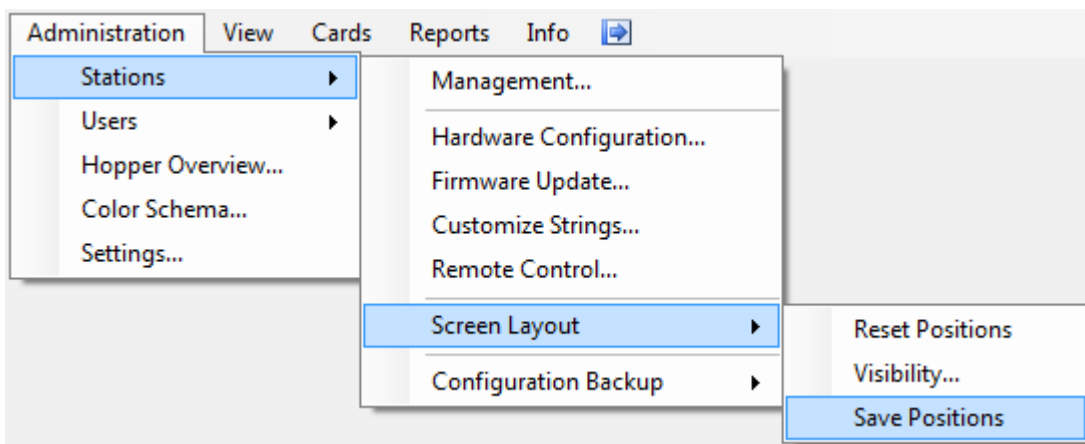 Administration View Cards Reports Info
Stations
Users
Hopper Overview...
Color Schema...
Settings...
Management...
Hardware Configuration...
Firmware Update...
Customize Strings...
Remote Control...
Screen Layout
Configuration Backup
Reset Positions
Visibility...
Save Positions